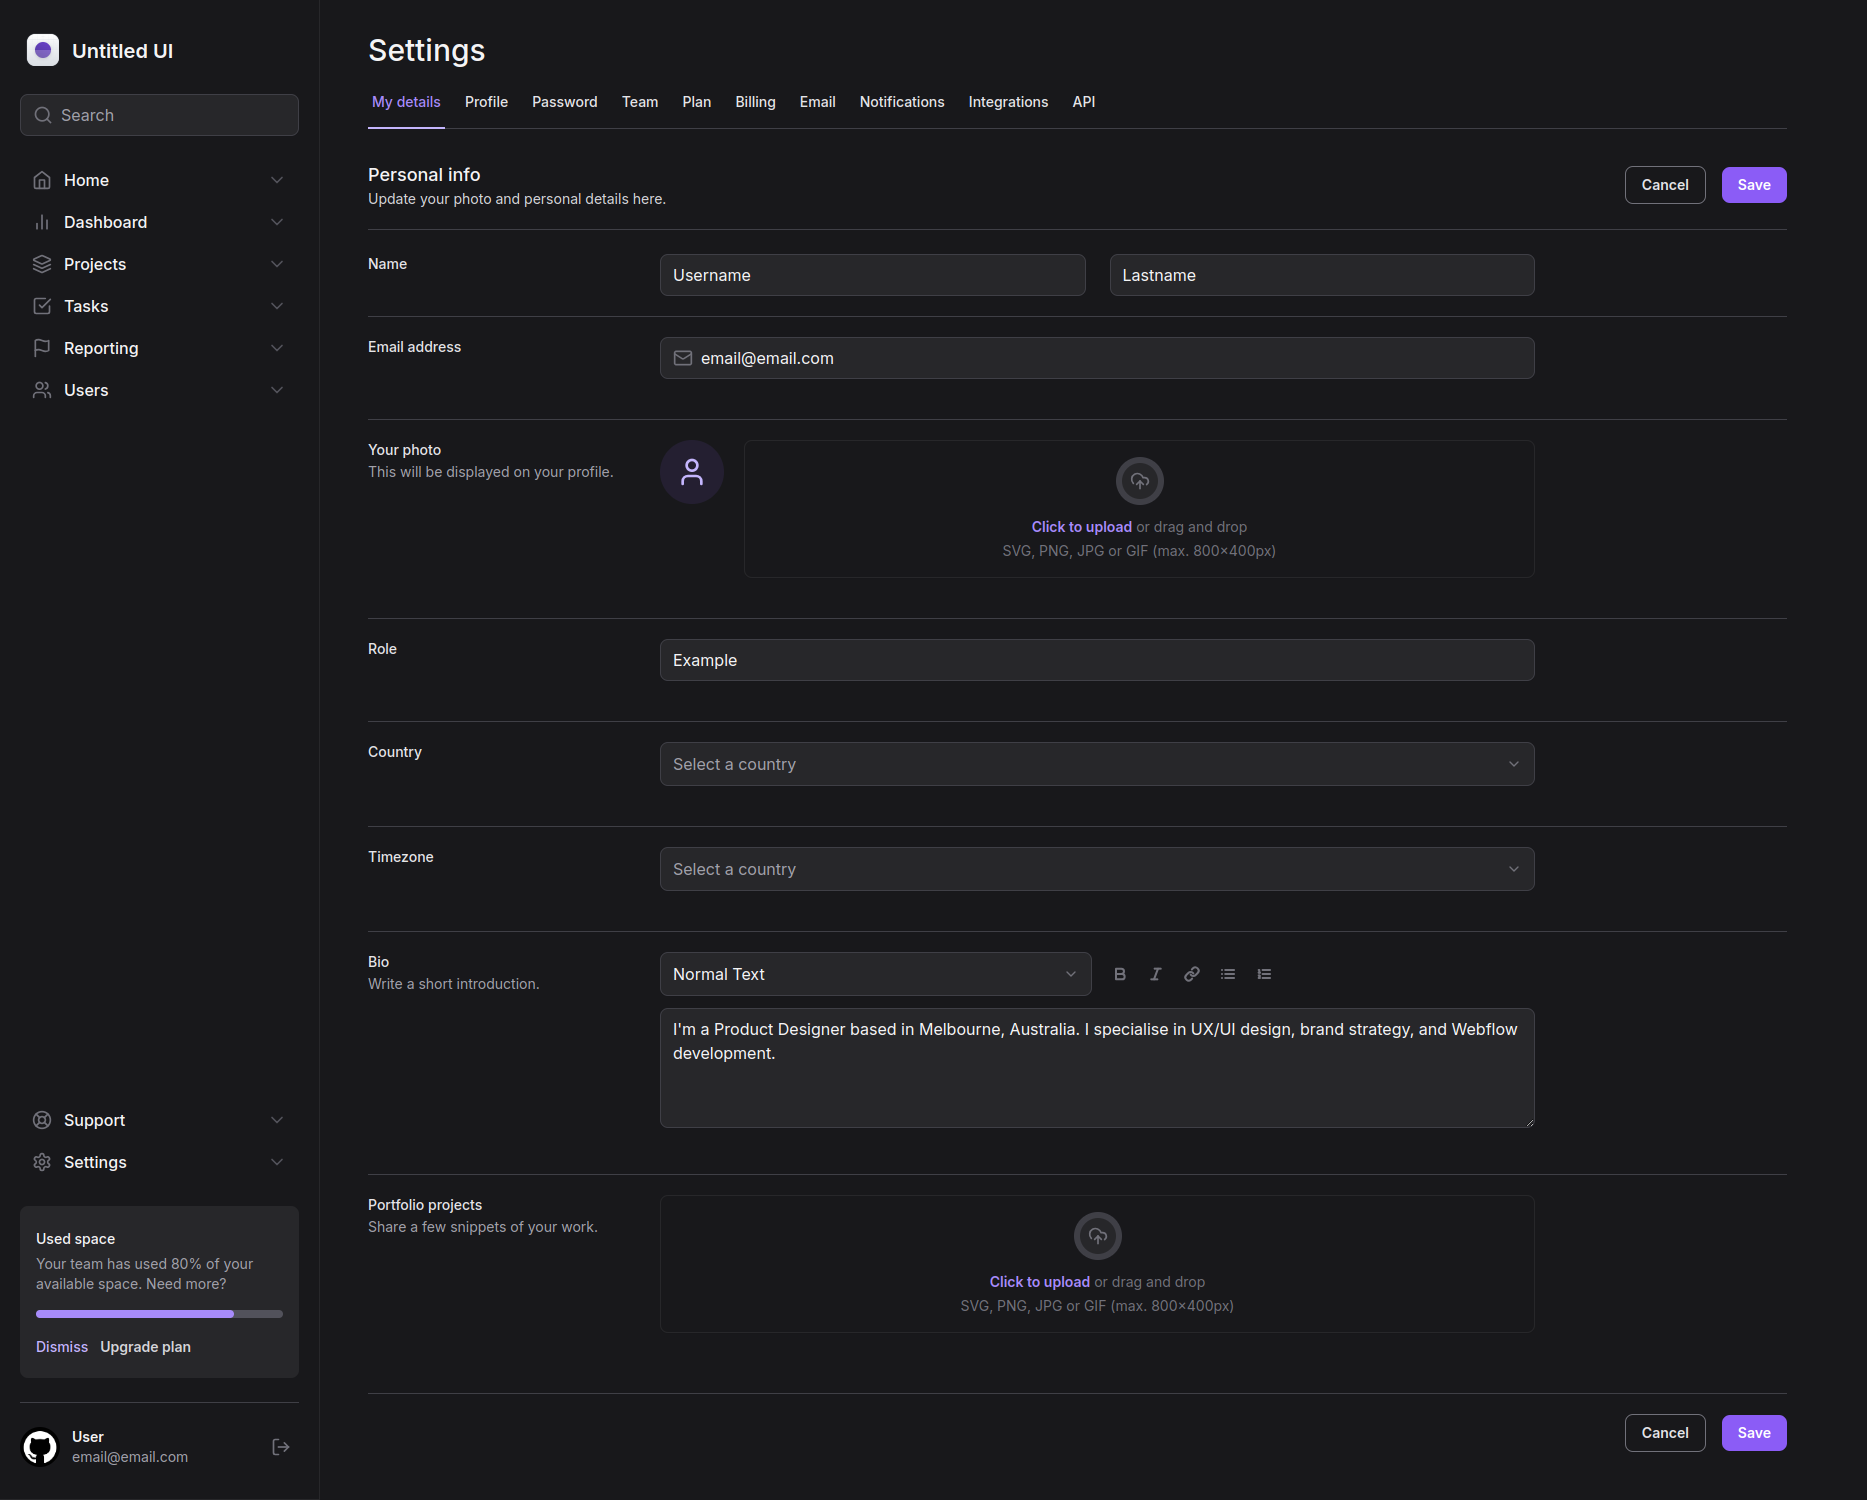 Untitled UI
Search
Home
Dashboard
Projects
Tasks
Reporting
Users
Support
Settings
Used space
Your team has used 80% of your
available space. Need more?
Dismiss Upgrade plan
User
email@email.com
Settings
My details Profile Password Team Plan Billing Email Notifications Integrations API
Personal info
Update your photo and personal details here.
Cancel Save
Name
Username Lastname
Email address
email@email.com
Your photo
This will be displayed on your profile.
Click to upload or drag and drop
SVG, PNG, JPG or GIF (max. 800x400px)
Role
Example
Country
Select a country
Timezone
Select a country
Bio
Write a short introduction.
Normal Text
I'm a Product Designer based in Melbourne, Australia. I specialise in UX/UI design, brand strategy, and Webflow
development.
Portfolio projects
Share a few snippets of your work.
Click to upload or drag and drop
SVG, PNG, JPG or GIF (max. 800x400px)
Cancel Save